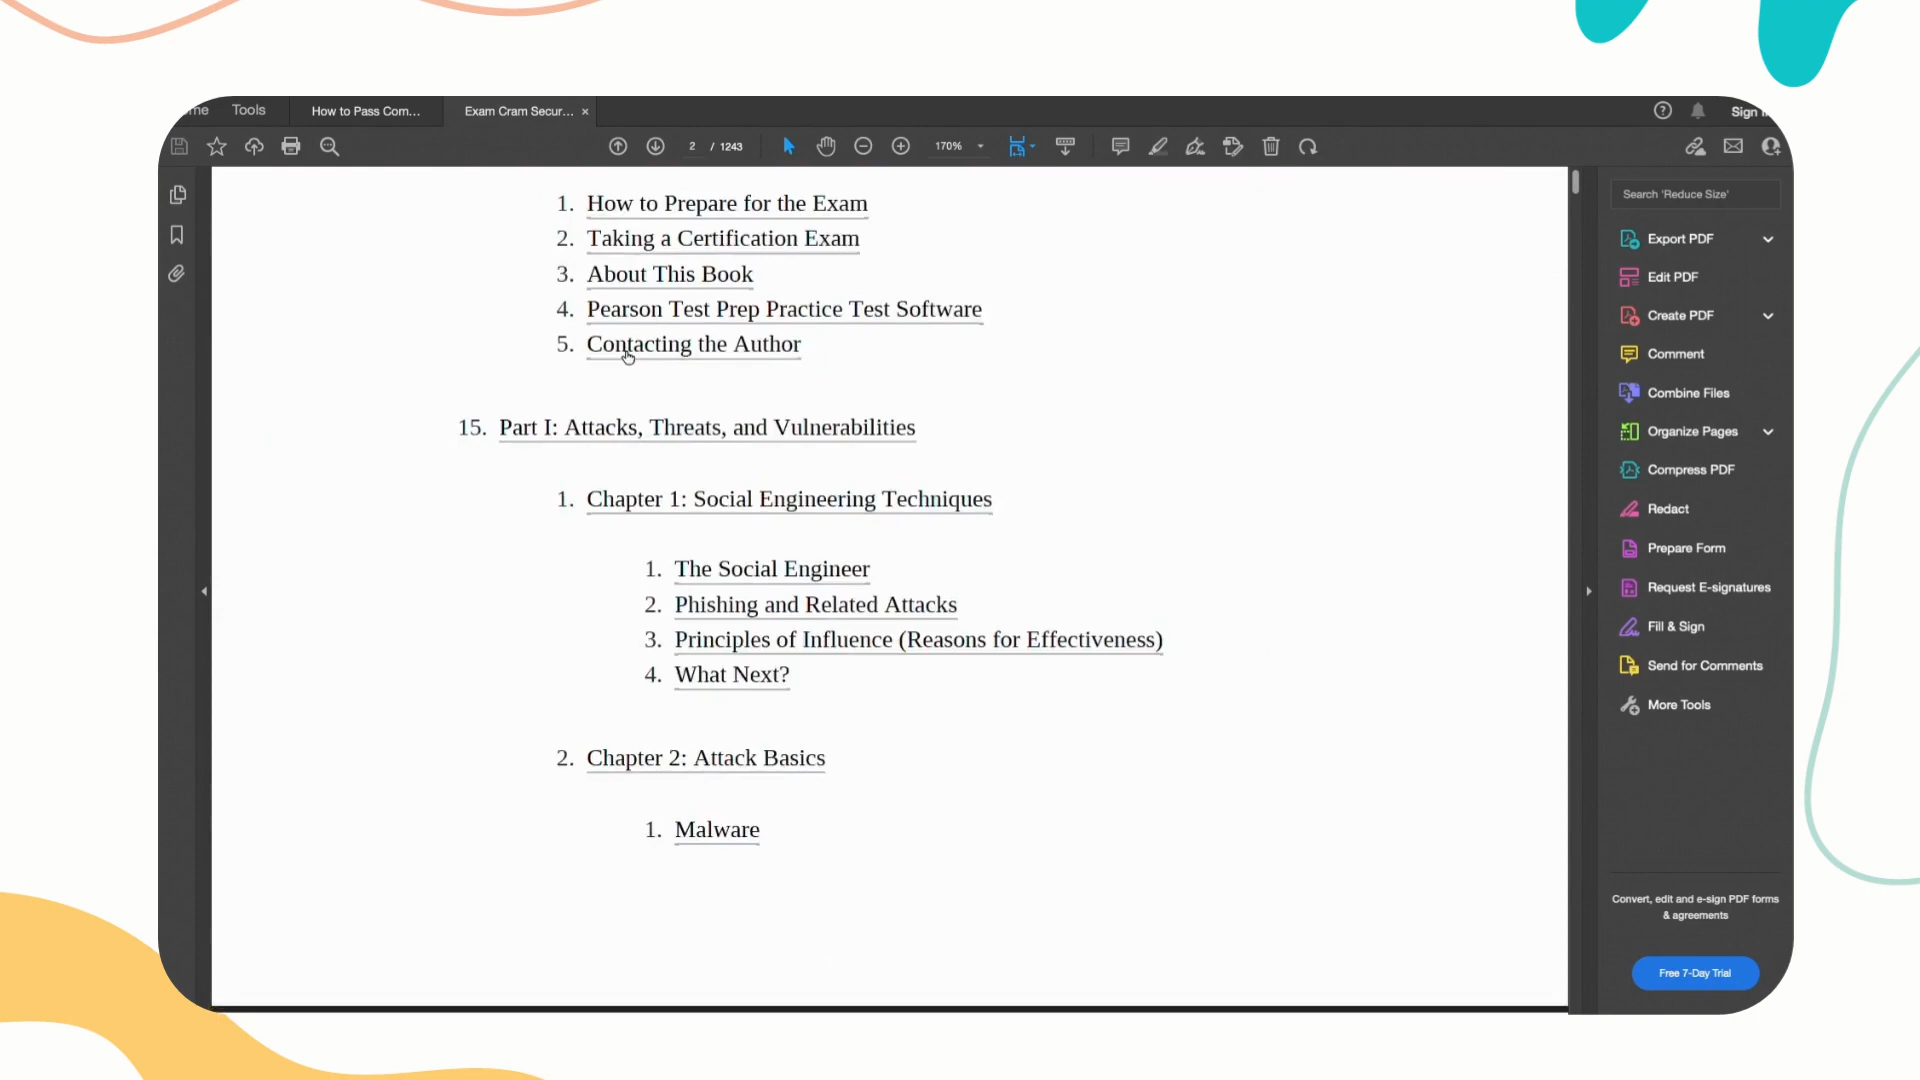 Tools
How to Pass Com...
Exam Cram Secur...
2 / 1243
170%
1. How to Prepare for the Exam
2. Taking a Certification Exam
3. About This Book
4. Pearson Test Prep Practice Test Software
5. Contacting the Author
15. Part I: Attacks, Threats, and Vulnerabilities
1. Chapter 1: Social Engineering Techniques
1. The Social Engineer
2. Phishing and Related Attacks
3. Principles of Influence (Reasons for Effectiveness)
4. What Next?
2. Chapter 2: Attack Basics
1. Malware
Sign
Search 'Reduce Size'
Export PDF
Edit PDF
Create PDF
Comment
Combine Files
Organize Pages
Compress PDF
Redact
Prepare Form
Request E-signatures
Fill & Sign
Send for Comments
More Tools
Convert, edit and e-sign PDF forms
& agreements
Free 7-Day Trial